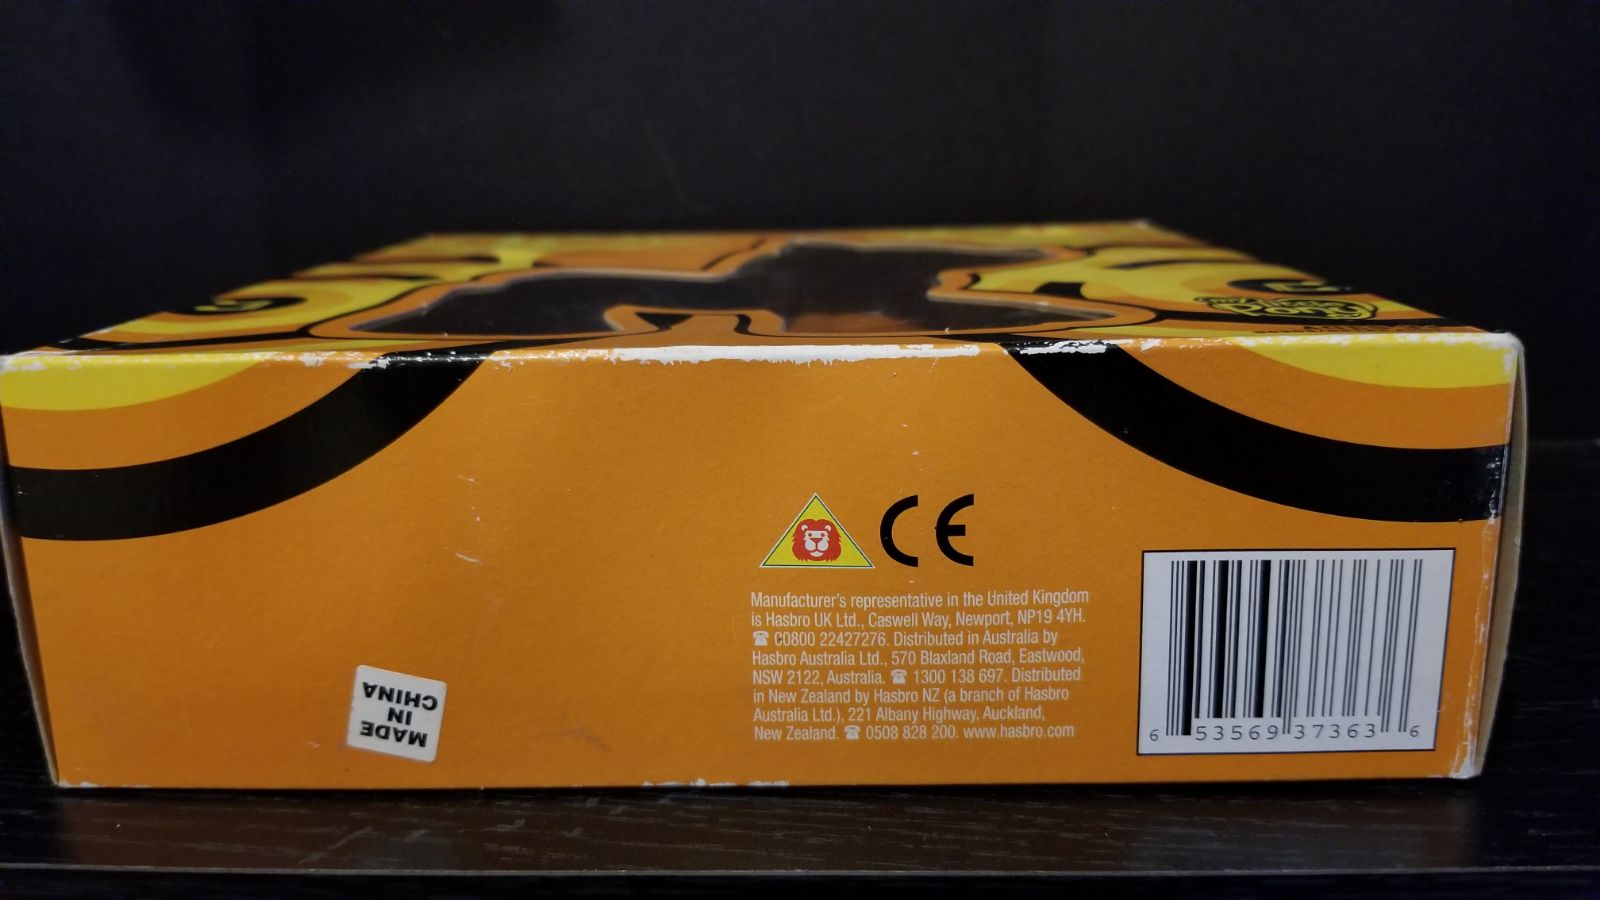 my
little
pony
CE
Manufacturer's representative in the United Kingdom
is Hasbro UK Ltd., Caswell Way, Newport, NP19 4YH.
☎ C0800 22427276. Distributed in Australia by
Hasbro Australia Ltd., 570 Blaxland Road, Eastwood,
NSW 2122, Australia. ☎ 1300 138 697. Distributed
in New Zealand by Hasbro NZ (a branch of Hasbro
Australia Ltd.), 221 Albany Highway, Auckland,
New Zealand. ☎ 0508 828 200. www.hasbro.com
MADE
IN
CHINA
6 53569 37363 6